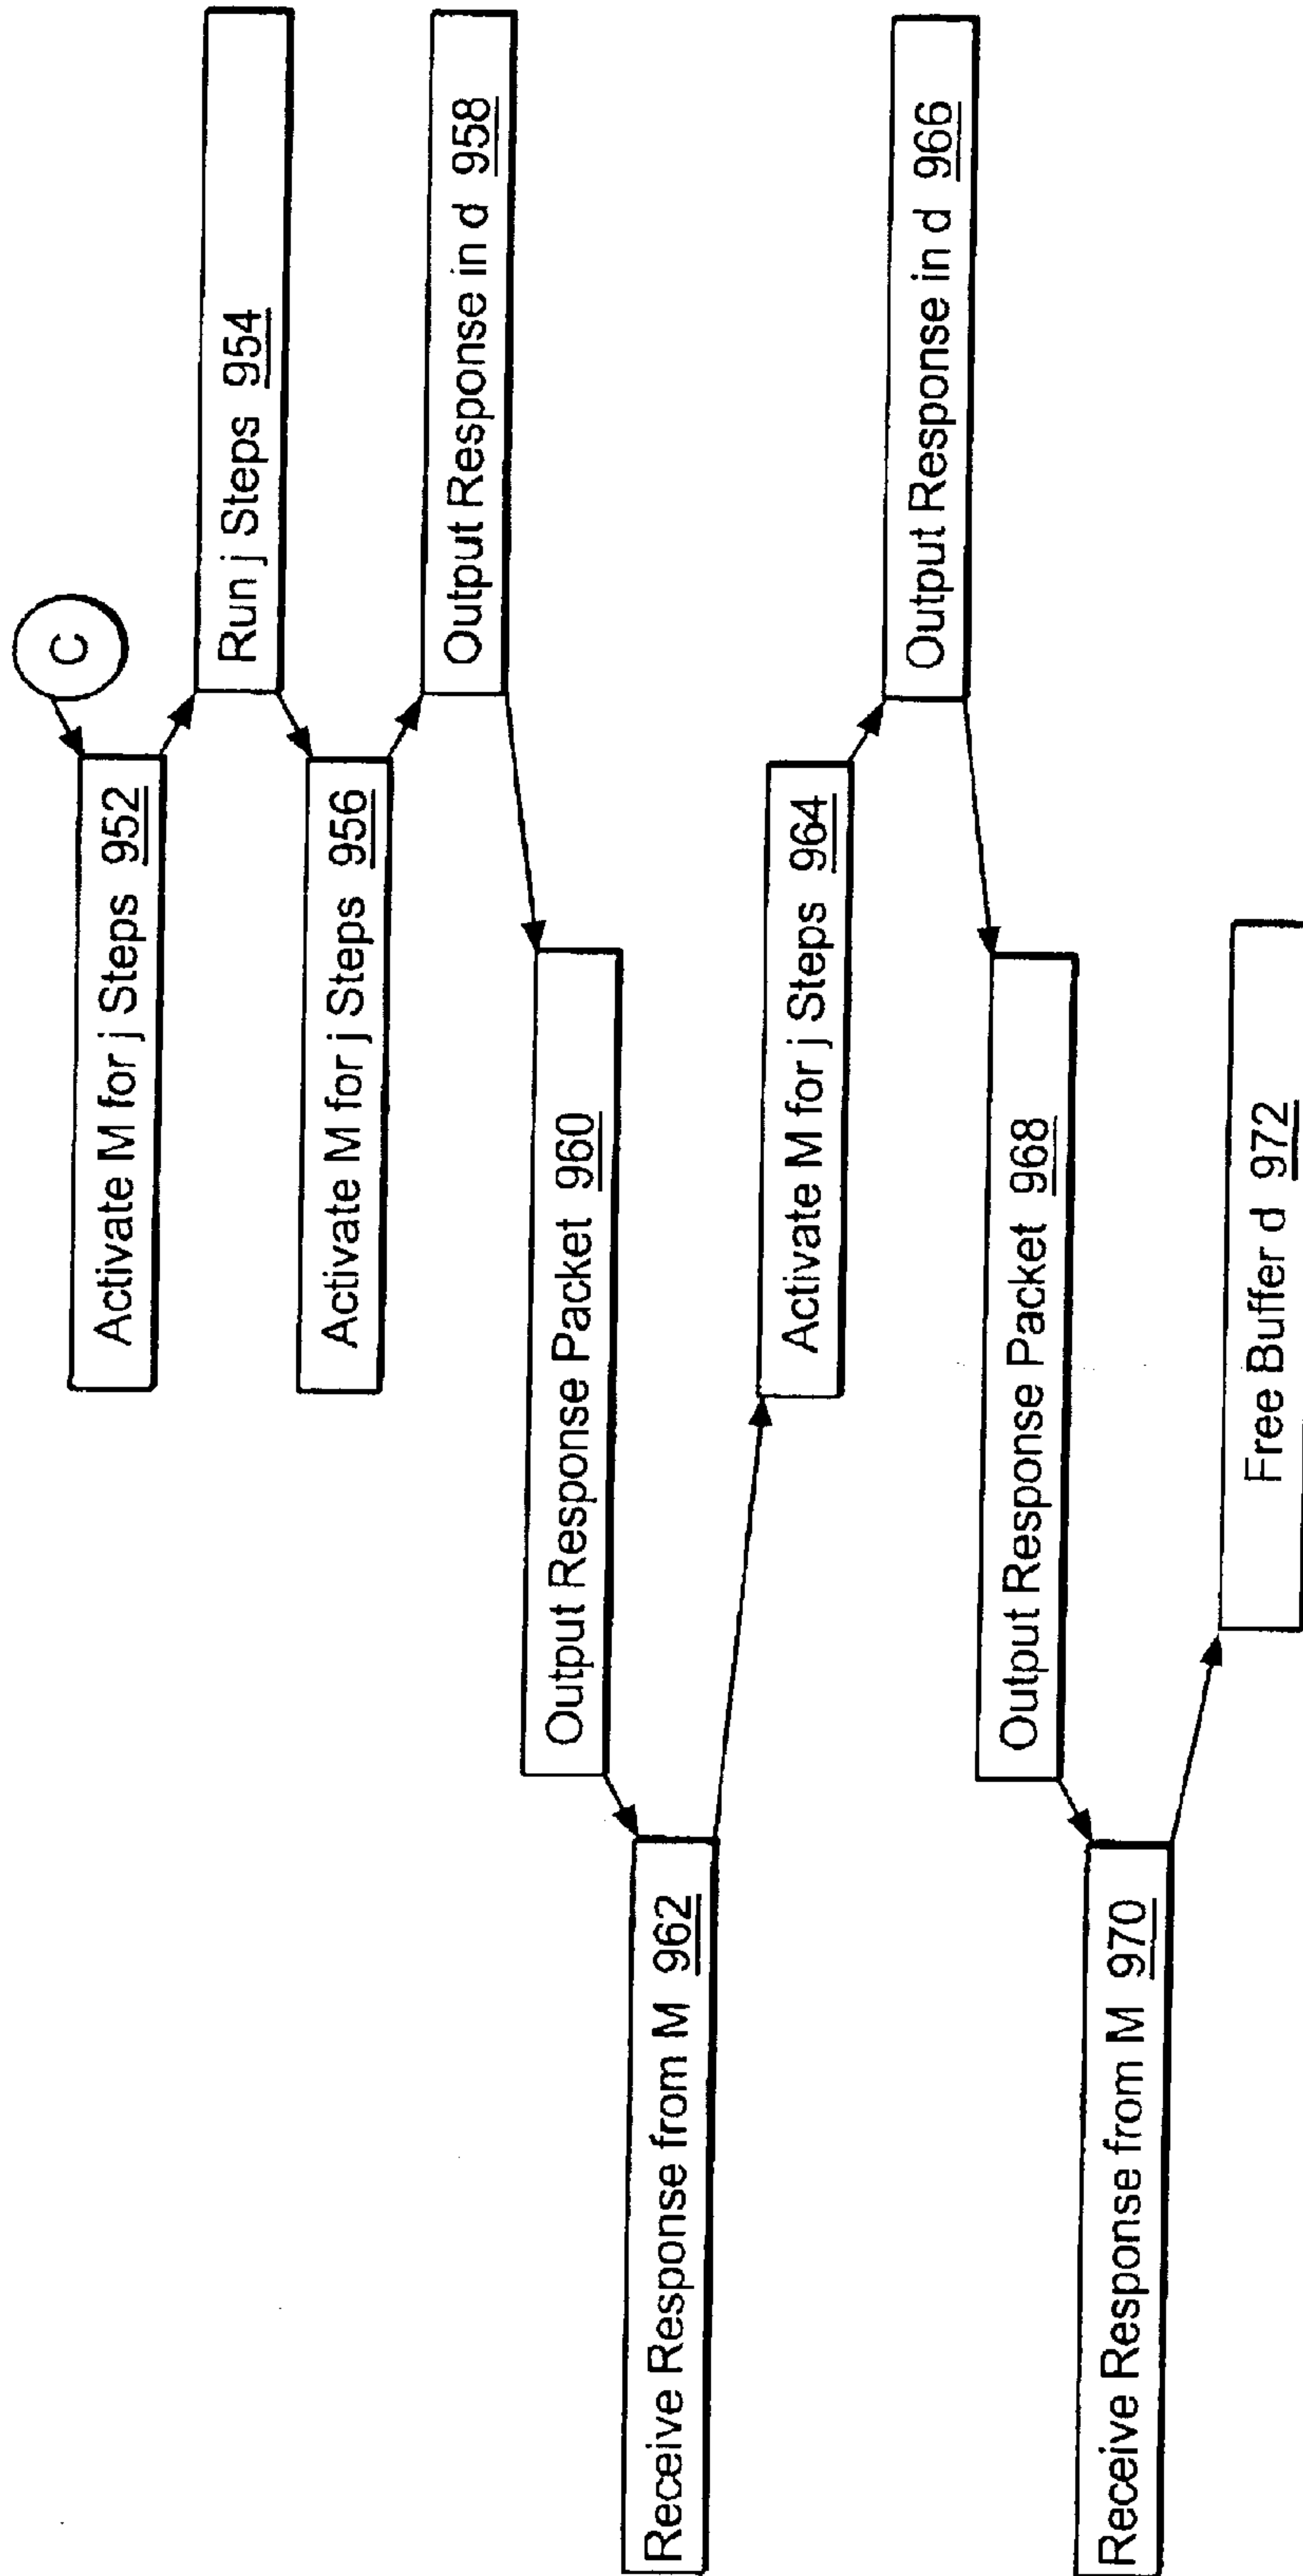 C
Activate M for j Steps 952
Run j Steps 954
Activate M for j Steps 956
Output Response in d 958
Output Response Packet 960
Receive Response from M 962
Activate M for j Steps 964
Output Response in d 966
Output Response Packet 968
Receive Response from M 970
Free Buffer d 972